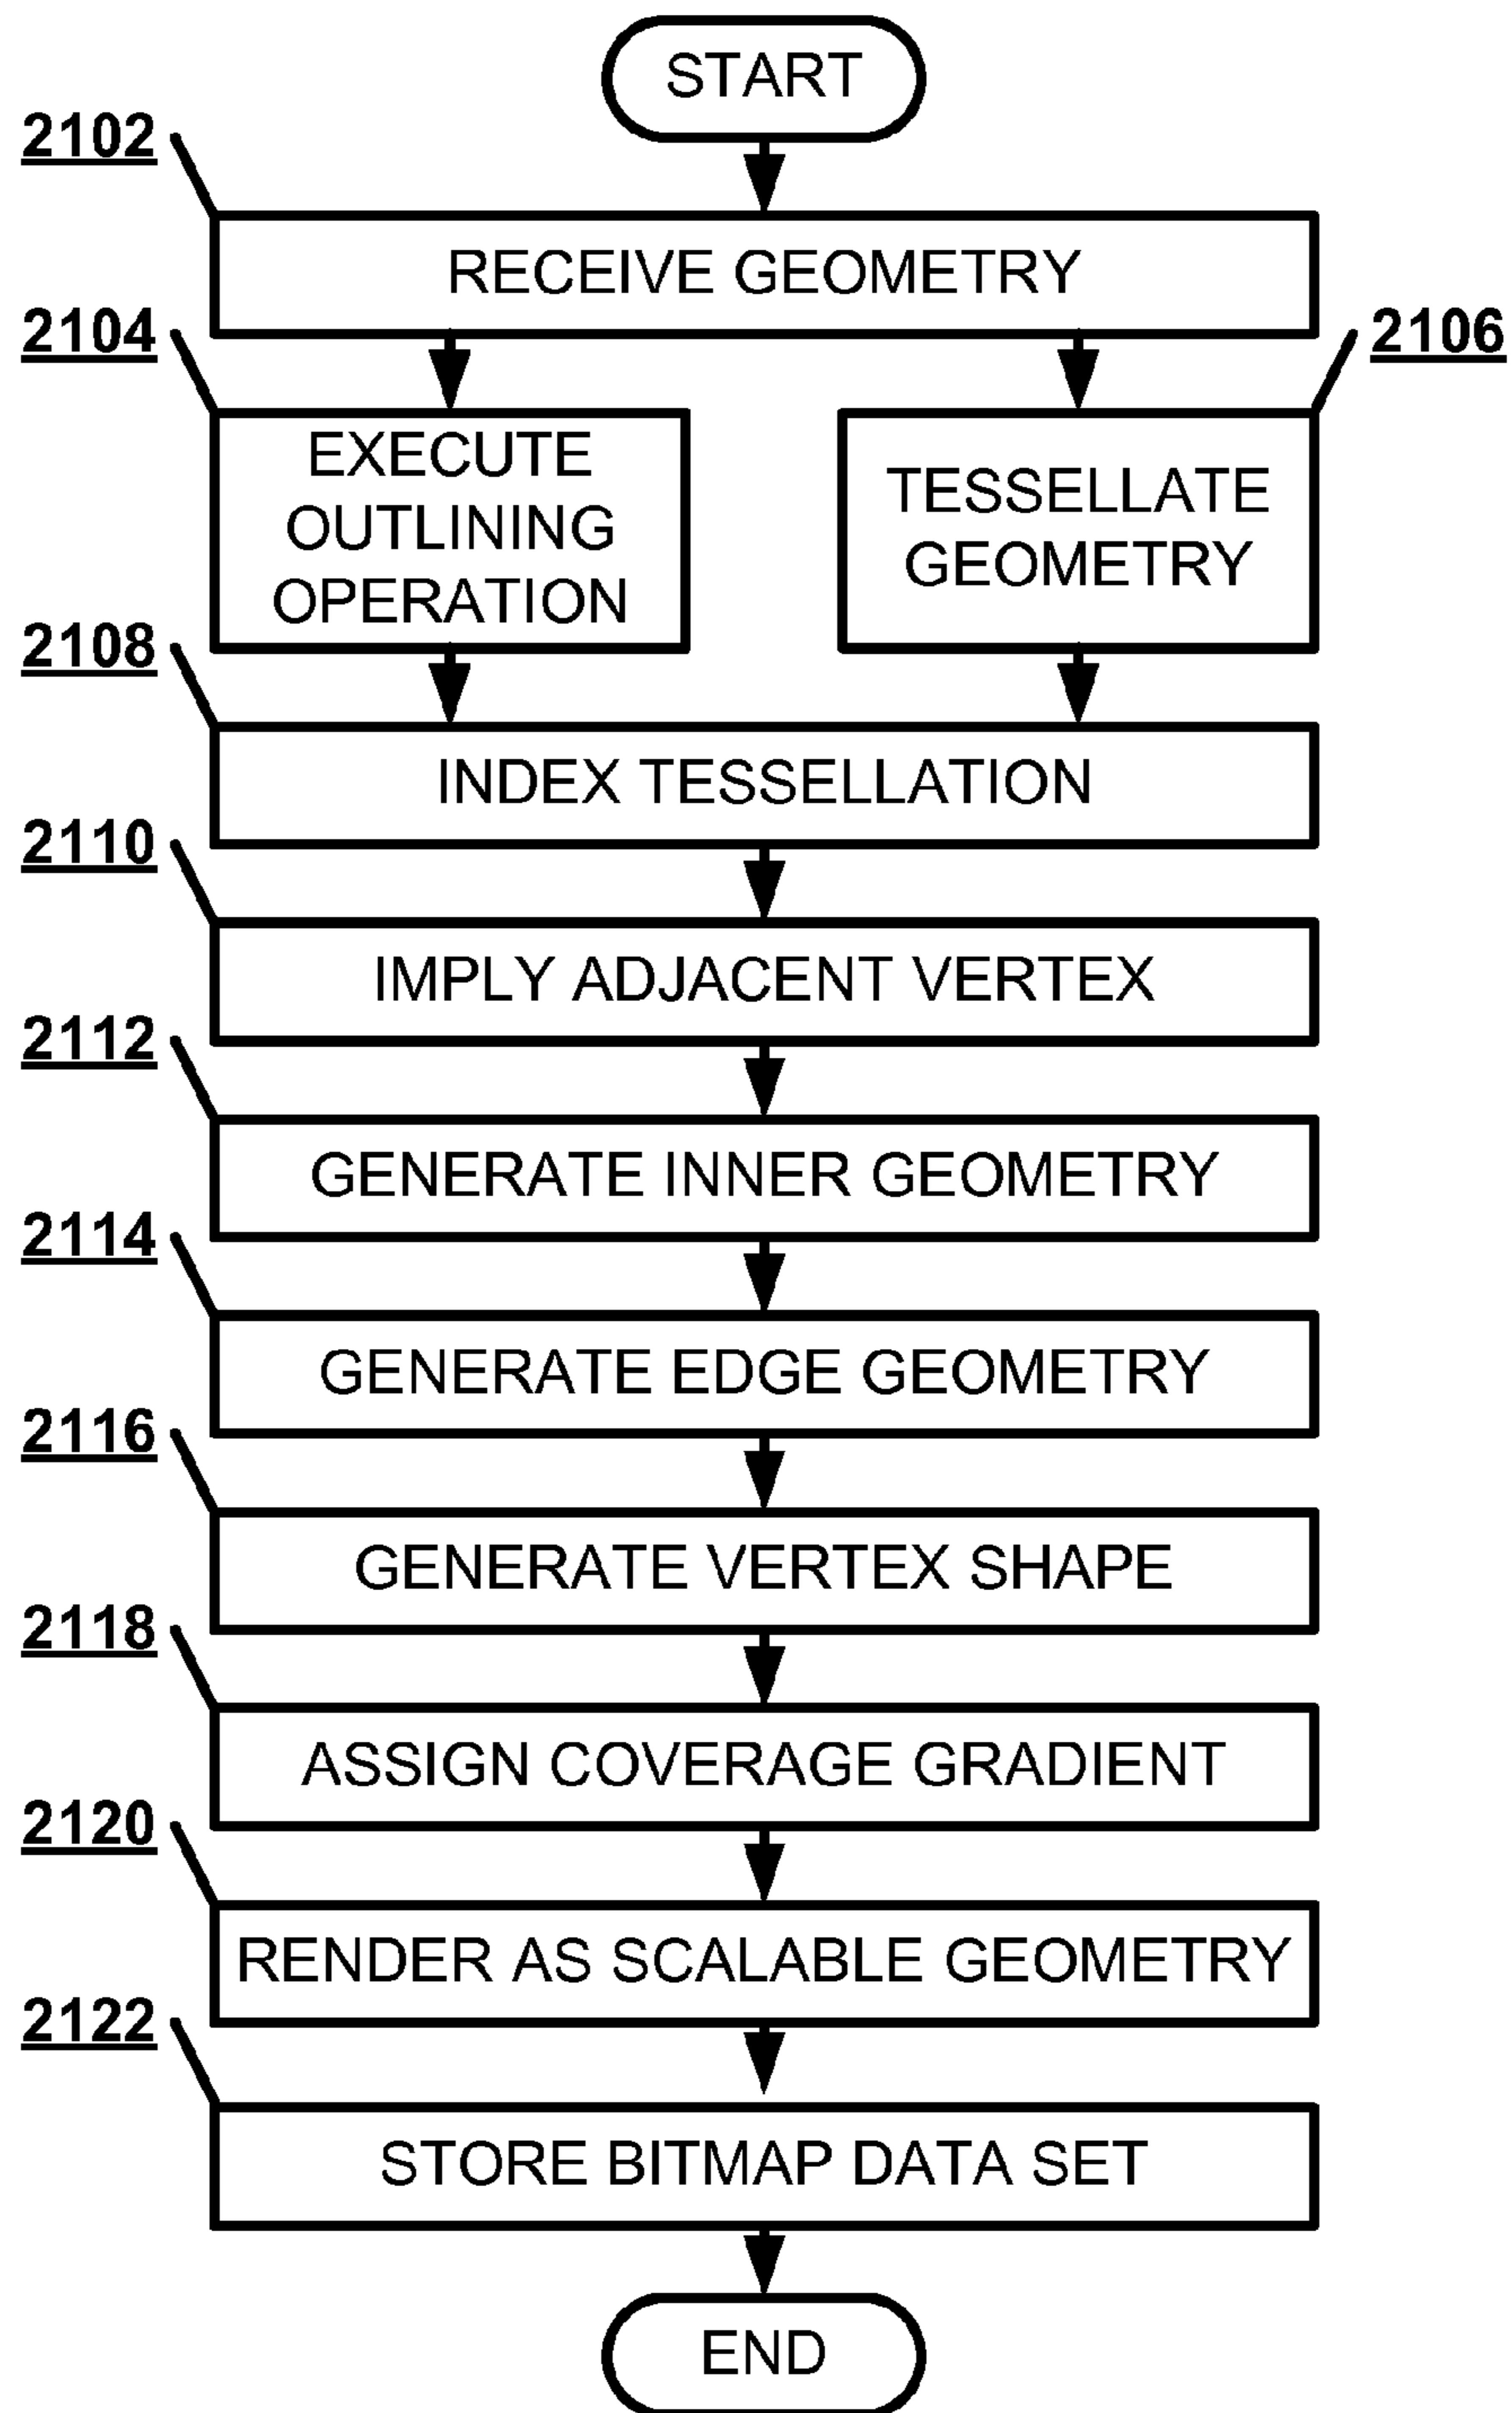 START
2102
RECEIVE GEOMETRY
2104
2106
EXECUTE
OUTLINING
OPERATION
TESSELLATE
GEOMETRY
2108
INDEX TESSELLATION
2110
IMPLY ADJACENT VERTEX
2112
GENERATE INNER GEOMETRY
2114
GENERATE EDGE GEOMETRY
2116
GENERATE VERTEX SHAPE
2118
ASSIGN COVERAGE GRADIENT
2120
RENDER AS SCALABLE GEOMETRY
2122
STORE BITMAP DATA SET
END